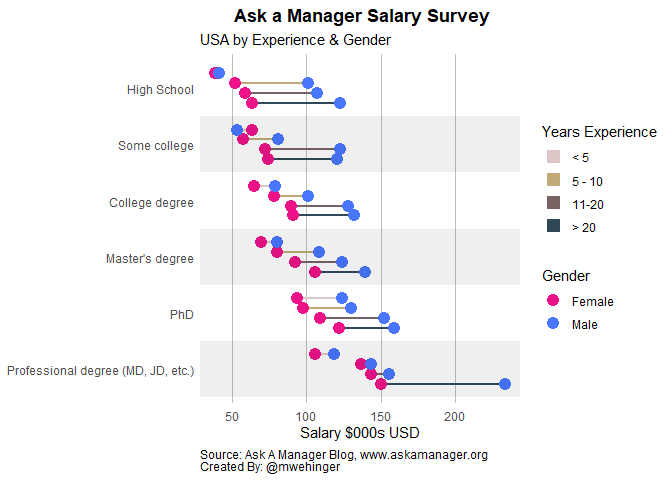 Ask a Manager Salary Survey
USA by Experience & Gender
High School
Some college
College degree
Master's degree
PhD
Professional degree (MD, JD, etc.)
50 100 150 200
Salary $000s USD
Years Experience
< 5
5 - 10
11-20
> 20
Gender
Female
Male
Source: Ask A Manager Blog, www.askamanager.org
Created By: @mwehinger